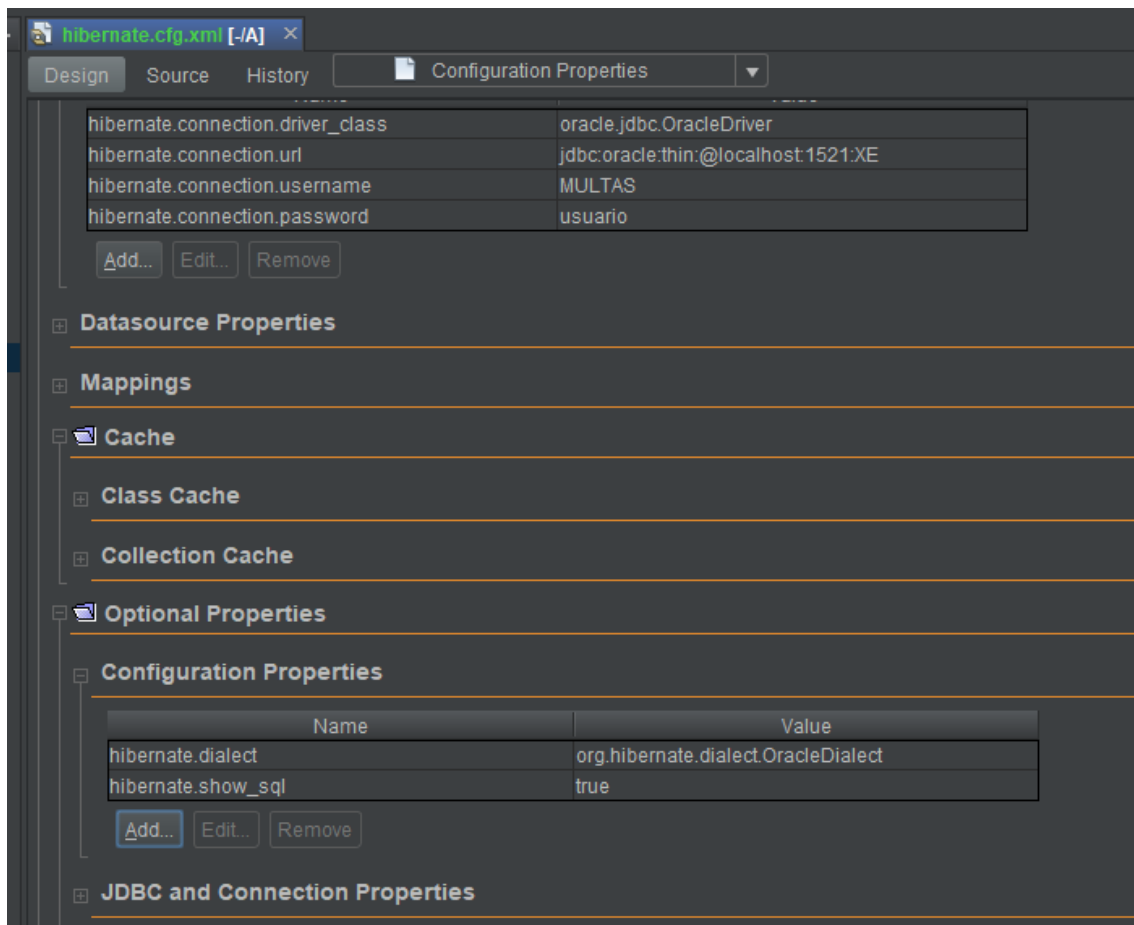 hibernate.cfg.xml [-/A] ×
Design Source History Configuration Properties
Name Value
hibernate.connection.driver_class oracle.jdbc.OracleDriver
hibernate.connection.url jdbc:oracle:thin:@localhost:1521:XE
hibernate.connection.username MULTAS
hibernate.connection.password usuario
Add... Edit... Remove
Datasource Properties
Mappings
Cache
Class Cache
Collection Cache
Optional Properties
Configuration Properties
Name Value
hibernate.dialect org.hibernate.dialect.OracleDialect
hibernate.show_sql true
Add... Edit... Remove
JDBC and Connection Properties